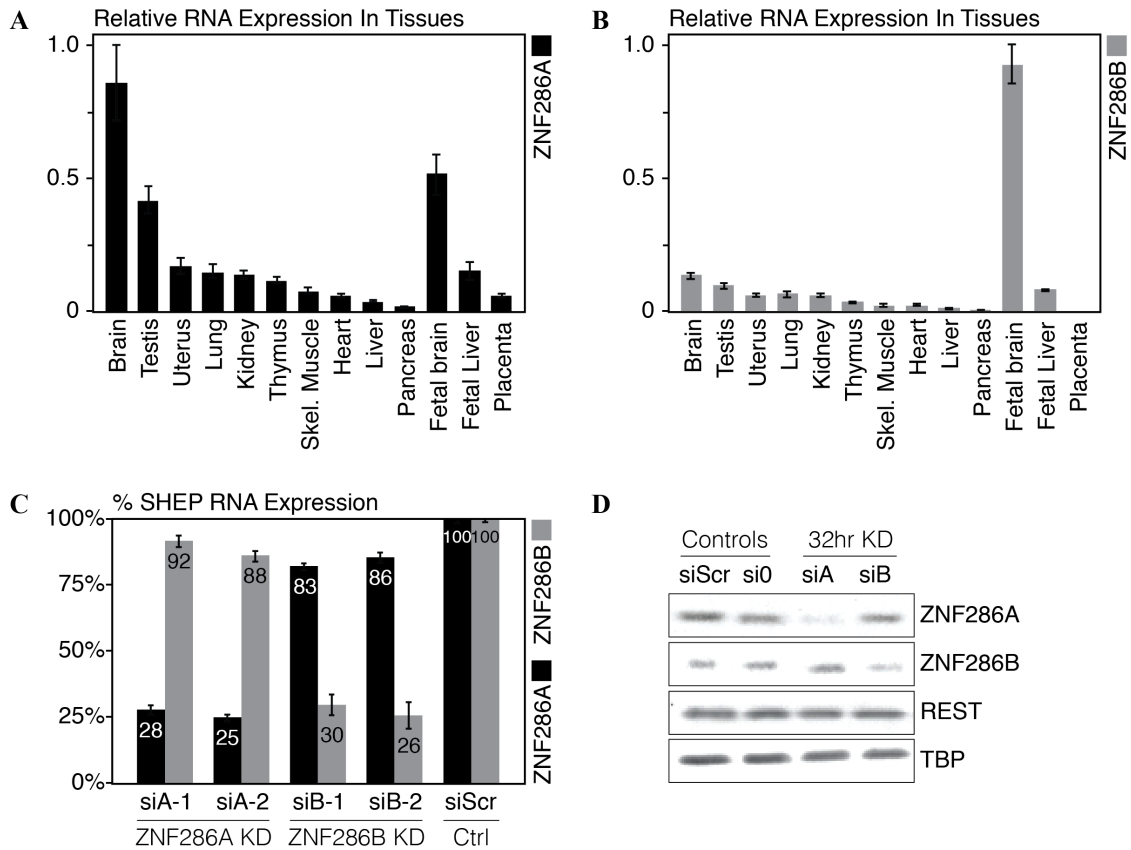 A
Relative RNA Expression In Tissues
1.0
0.5
0
ZNF286A
Brain
Testis
Uterus
Lung
Kidney
Thymus
Skel. Muscle
Heart
Liver
Pancreas
Fetal brain
Fetal Liver
Placenta
B
Relative RNA Expression In Tissues
1.0
0.5
0
ZNF286B
Brain
Testis
Uterus
Lung
Kidney
Thymus
Skel. Muscle
Heart
Liver
Pancreas
Fetal brain
Fetal Liver
Placenta
C
% SHEP RNA Expression
100%
75%
50%
25%
0%
28
92
25
88
83
30
86
26
100
100
ZNF286B
ZNF286A
siA-1 siA-2 siB-1 siB-2 siScr
ZNF286A KD ZNF286B KD Ctrl
D
Controls 32hr KD
siScr si0 siA siB
ZNF286A
ZNF286B
REST
TBP